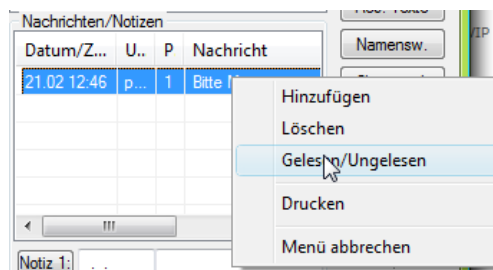 Nachrichten/Notizen
Datum/Z... U.. P Nachricht
Namensw.
21.02 12:46 p... 1 Bitte
Hinzufügen
Löschen
Gelesen/Ungelesen
Drucken
Menü abbrechen
Notiz 1: